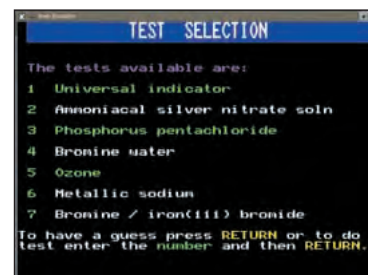 TEST SELECTION
The tests available are:
1 Universal indicator
2 Ammoniacal silver nitrate soln
3 Phosphorus pentachloride
4 Bromine water
5 Ozone
6 Metallic sodium
7 Bromine / iron(111) bromide
To have a guess press RETURN or to do
test enter the number and then RETURN.